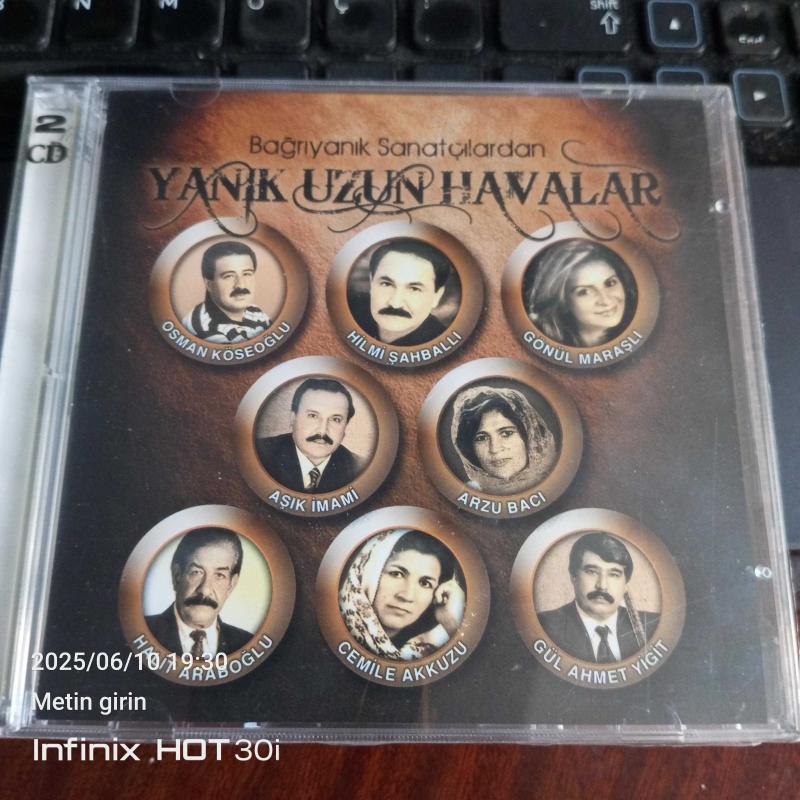 Shift
2
CD
Bağrıyanık Sanatçılardan
YANIK UZUN HAVALAR
OSMAN KÖSEOĞLU
HİLMİ ŞAHBALLI
GÖNÜL MARAŞLI
AŞIK İMAMİ
ARZU BACI
ARABOĞLU
CEMİLE AKKUZU
GÜL AHMET YİĞİT
2025/06/10 19:30
Metin girin
Infinix HOT 30i